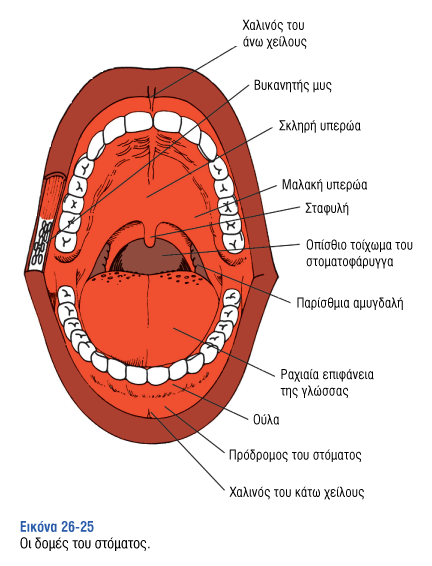 Χαλινός του
άνω χείλους
Βυκανητής μυς
Σκληρή υπερώα
Μαλακή υπερώα
Σταφυλή
Οπίσθιο τοίχωμα του
στοματοφάρυγγα
Παρίσθμια αμυγδαλή
Ραχιαία επιφάνεια
της γλώσσας
Ούλα
Πρόδρομος του στόματος
Χαλινός του κάτω χείλους
Εικόνα 26-25
Οι δομές του στόματος.